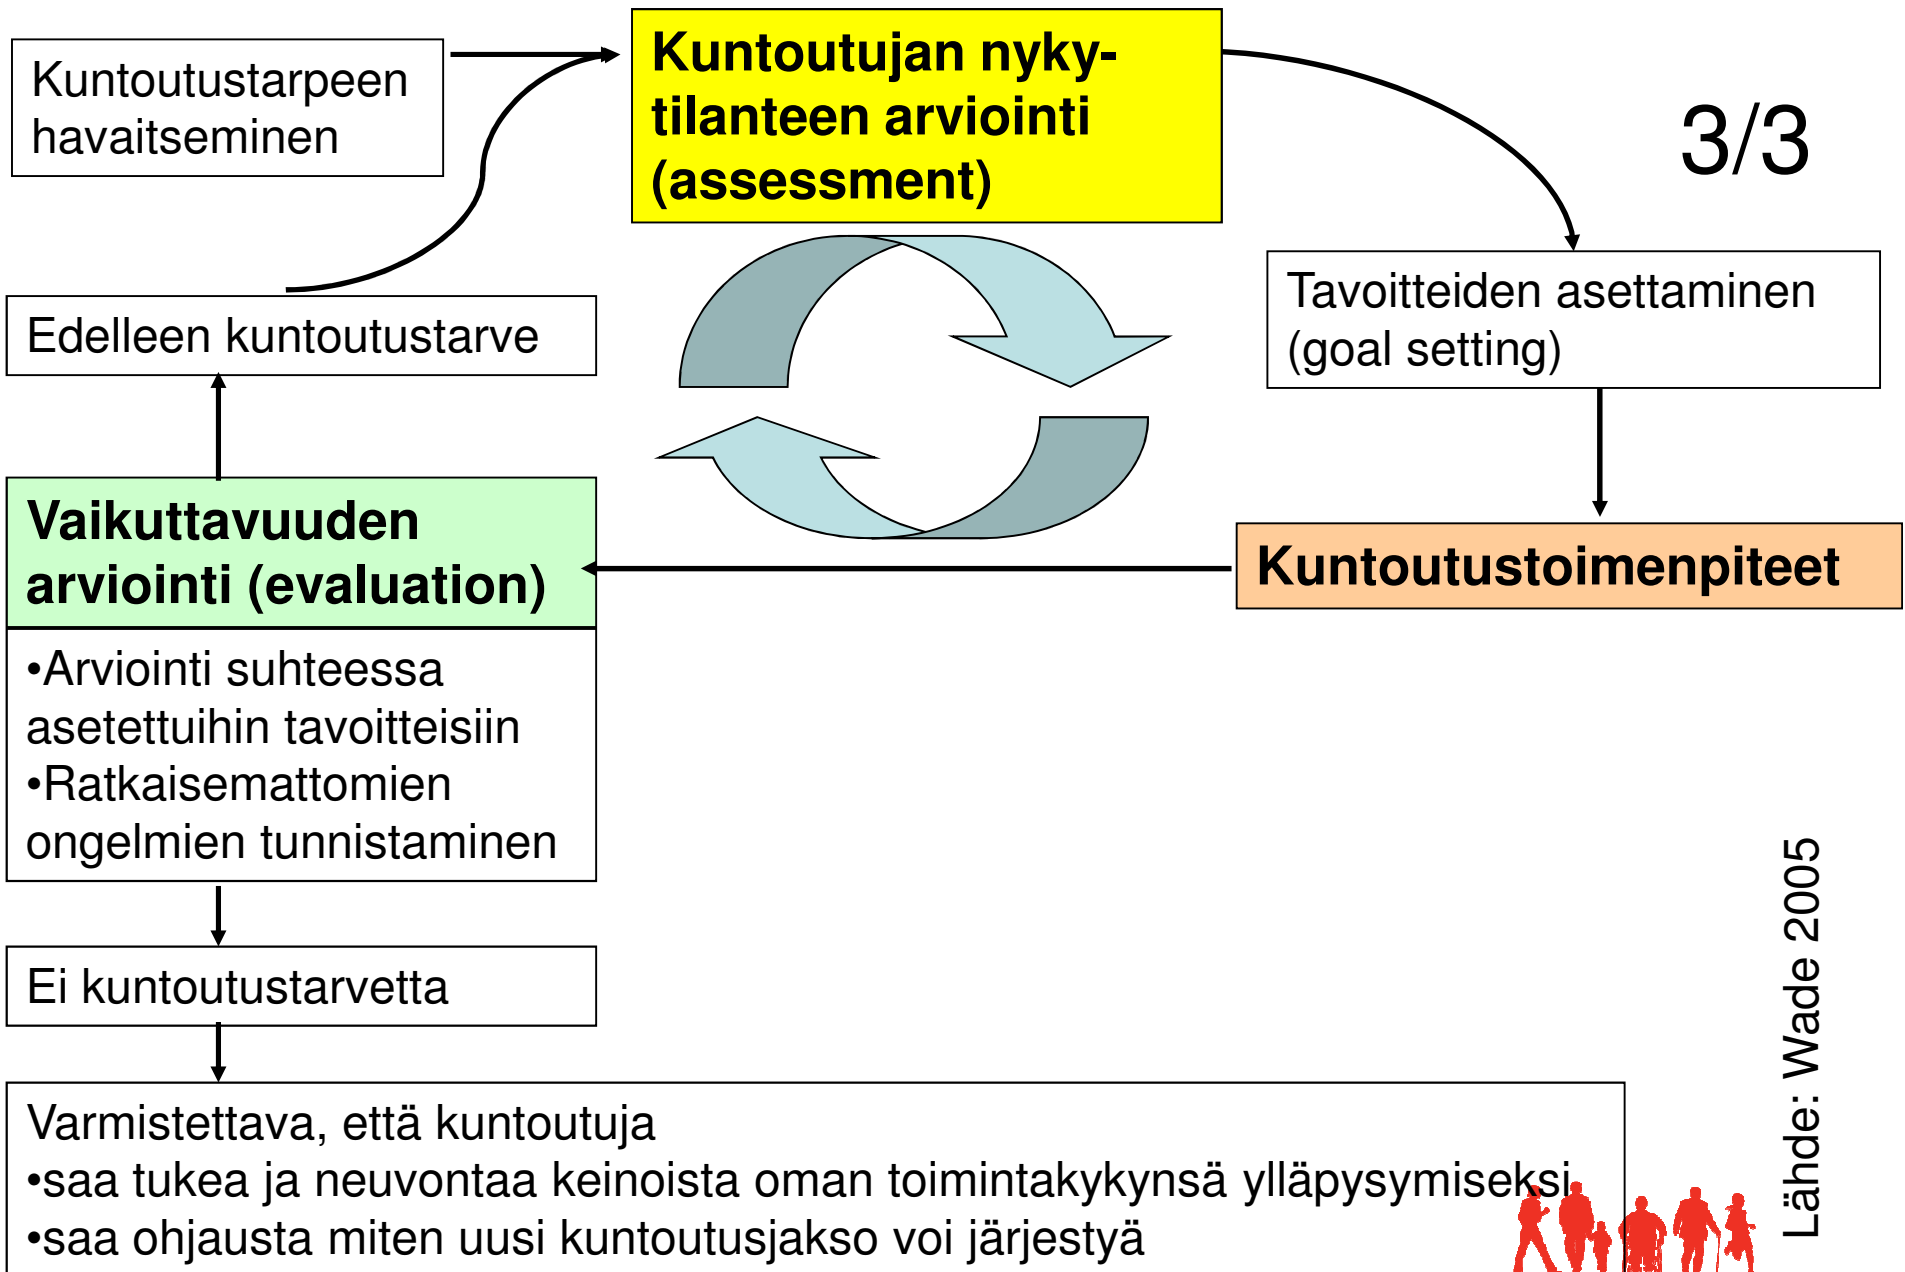 Kuntoutustarpeen
havaitseminen
Kuntoutujan nyky-
tilanteen arviointi
(assessment)
3/3
Tavoitteiden asettaminen
(goal setting)
Edelleen kuntoutustarve
Vaikuttavuuden
arviointi (evaluation)
Kuntoutustoimenpiteet
•Arviointi suhteessa
asetettuihin tavoitteisiin
•Ratkaisemattomien
ongelmien tunnistaminen
Ei kuntoutustarvetta
Varmistettava, että kuntoutuja
•saa tukea ja neuvontaa keinoista oman toimintakykynsä ylläpysymiseksi
•saa ohjausta miten uusi kuntoutusjakso voi järjestyä
Lähde: Wade 2005